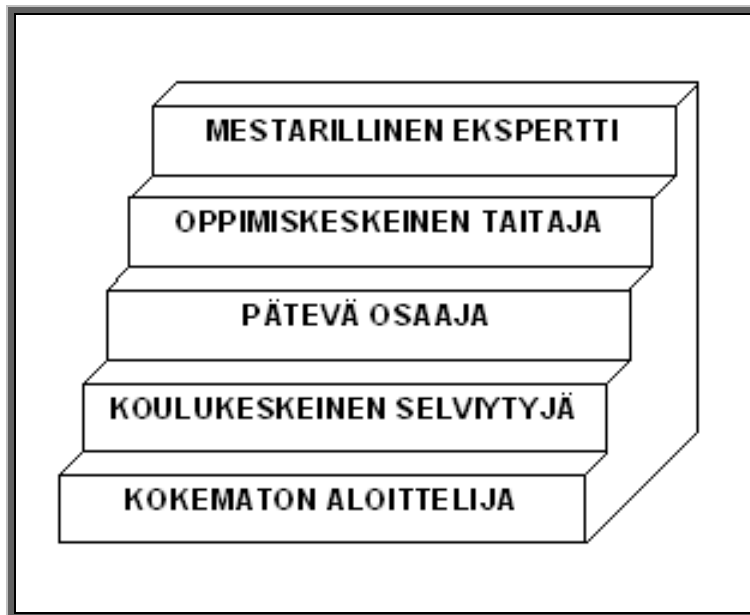 MESTARILLINEN EKSPERTTI
OPPIMISKESKEINEN TAITAJA
PÄTEVÄ OSAAJA
KOULUKESKEINEN SELVIYTYJÄ
KOKEMATON ALOITTELIJA